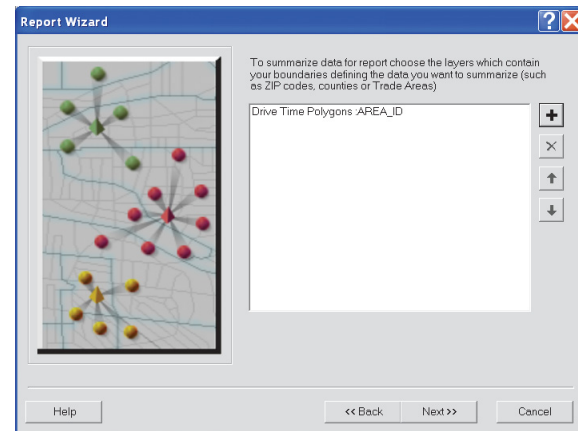 Report Wizard
To summarize data for report choose the layers which contain
your boundaries defining the data you want to summarize (such
as ZIP codes, counties or Trade Areas)
Drive Time Polygons :AREA_ID
Help
<< Back
Next >>
Cancel